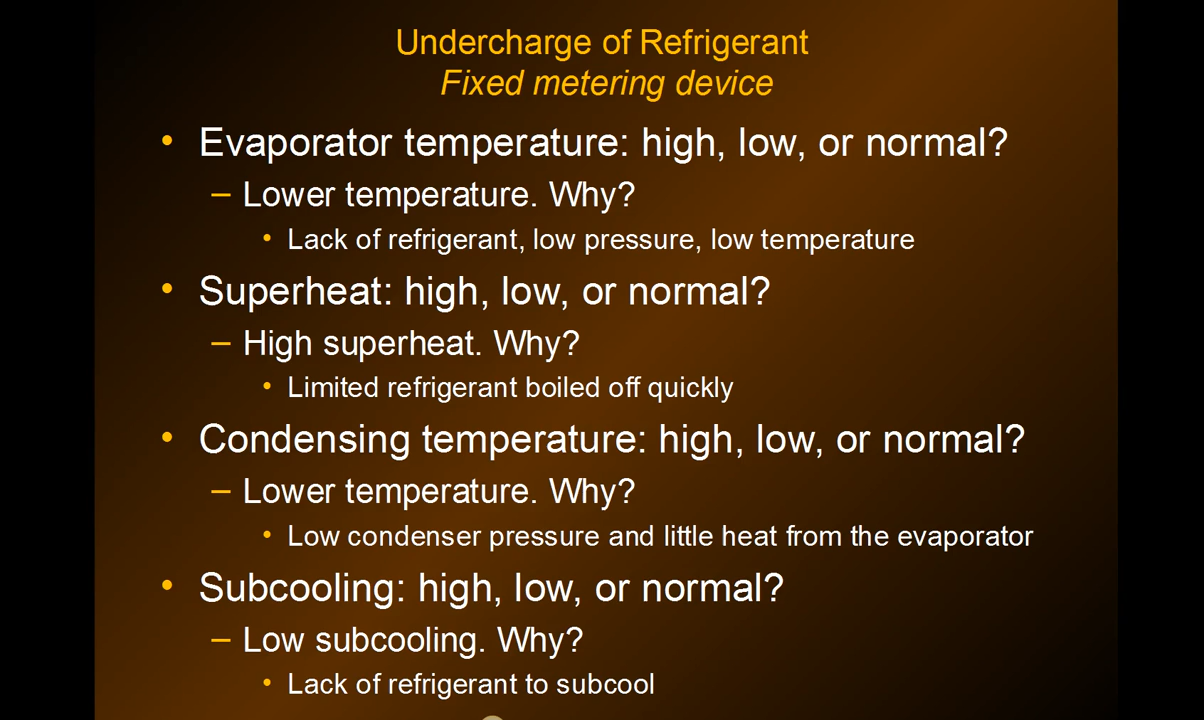 Undercharge of Refrigerant
Fixed metering device
• Evaporator temperature: high, low, or normal?
– Lower temperature. Why?
• Lack of refrigerant, low pressure, low temperature
• Superheat: high, low, or normal?
– High superheat. Why?
• Limited refrigerant boiled off quickly
• Condensing temperature: high, low, or normal?
– Lower temperature. Why?
• Low condenser pressure and little heat from the evaporator
• Subcooling: high, low, or normal?
– Low subcooling. Why?
• Lack of refrigerant to subcool